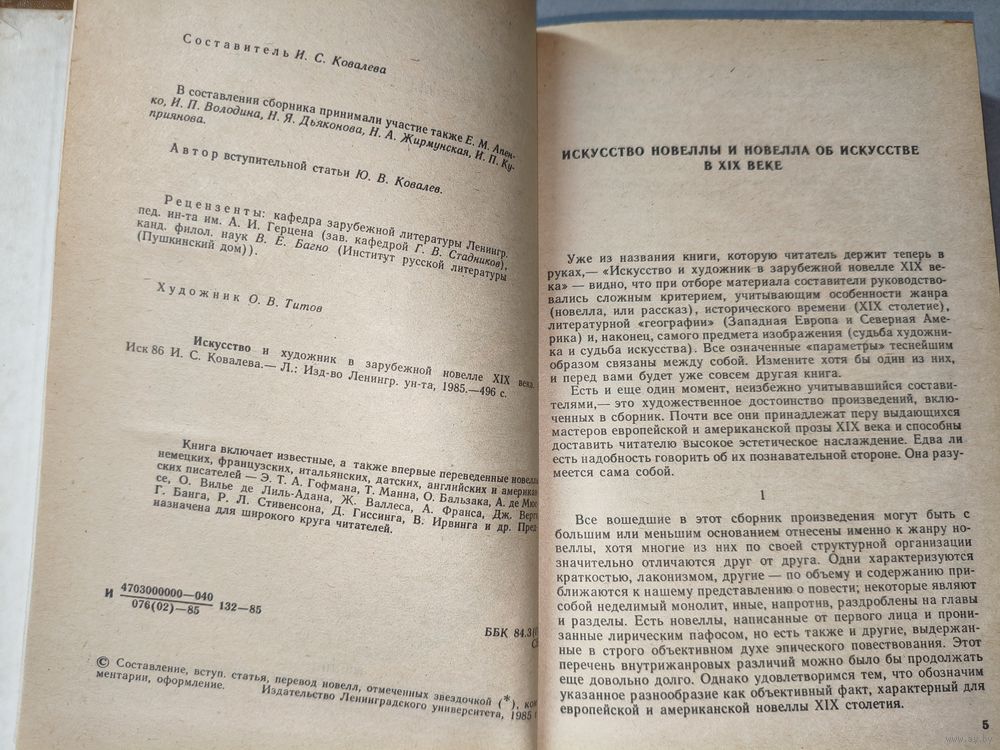 Составитель И. С. Ковалева
В составлении сборника принимали участие также Е. М. Апен-
ко, И. П. Володина, Н. Я. Дьяконова, Н. А. Жирмунская, И. П. Ку-
приянова.
Автор вступительной статьи Ю. В. Ковалев.
Рецензенты: кафедра зарубежной литературы Ленингр.
пед. ин-та им. А. И. Герцена (зав. кафедрой Г. В. Стадников),
канд. филол. наук В. Е. Багно (Институт русской литературы
(Пушкинский дом)).
Художник О. В. Титов
Искусство и художник в зарубежной новелле XIX века.
Иск 86 И. С. Ковалева.— Л.: Изд-во Ленингр. ун-та, 1985.—496 с.
Книга включает известные, а также впервые переведенные новеллы
немецких, французских, итальянских, датских, английских и американ
ских писателей — Э. Т. А. Гофмана, Т. Манна, О. Бальзака, А. де Мюс
се, О. Вилье де Лиль-Адана, Ж. Валлеса, А. Франса, Дж. Верга
Г. Банга, Р. Л. Стивенсона, Д. Гиссинга, В. Ирвинга и др. Пред
назначена для широкого круга читателей.
И 4703000000—040
076(02)—85 132—85
ББК 84.3(
© Составление, вступ. статья, перевод новелл, отмеченных звездочкой (*), ком
ментарии, оформление. Издательство Ленинградского университета, 1985
ИСКУССТВО НОВЕЛЛЫ И НОВЕЛЛА ОБ ИСКУССТВЕ
В XIX ВЕКЕ
Уже из названия книги, которую читатель держит теперь в
руках,— «Искусство и художник в зарубежной новелле XIX ве-
ка» — видно, что при отборе материала составители руководство-
вались сложным критерием, учитывающим особенности жанра
(новелла, или рассказ), исторического времени (XIX столетие),
литературной «географии» (Западная Европа и Северная Аме-
рика) и, наконец, самого предмета изображения (судьба художни-
ка и судьба искусства). Все означенные «параметры» теснейшим
образом связаны между собой. Измените хотя бы один из них,
и перед вами будет уже совсем другая книга.
Есть и еще один момент, неизбежно учитывавшийся состави-
телями,— это художественное достоинство произведений, включ-
енных в сборник. Почти все они принадлежат перу выдающихся
мастеров европейской и американской прозы XIX века и способны
доставить читателю высокое эстетическое наслаждение. Едва ли
есть надобность говорить об их познавательной стороне. Она разу-
меется сама собой.
1
Все вошедшие в этот сборник произведения могут быть с
большим или меньшим основанием отнесены именно к жанру но-
веллы, хотя многие из них по своей структурной организации
значительно отличаются друг от друга. Одни характеризуются
краткостью, лаконизмом, другие — по объему и содержанию при-
ближаются к нашему представлению о повести; некоторые являют
собой неделимый монолит, иные, напротив, раздроблены на главы
и разделы. Есть новеллы, написанные от первого лица и прони-
занные лирическим пафосом, но есть также и другие, выдержан-
ные в строго объективном духе эпического повествования. Этот
перечень внутрижанровых различий можно было бы продолжать
еще довольно долго. Однако удовлетворимся тем, что обозначим
указанное разнообразие как объективный факт, характерный для
европейской и американской новеллы XIX столетия.
5